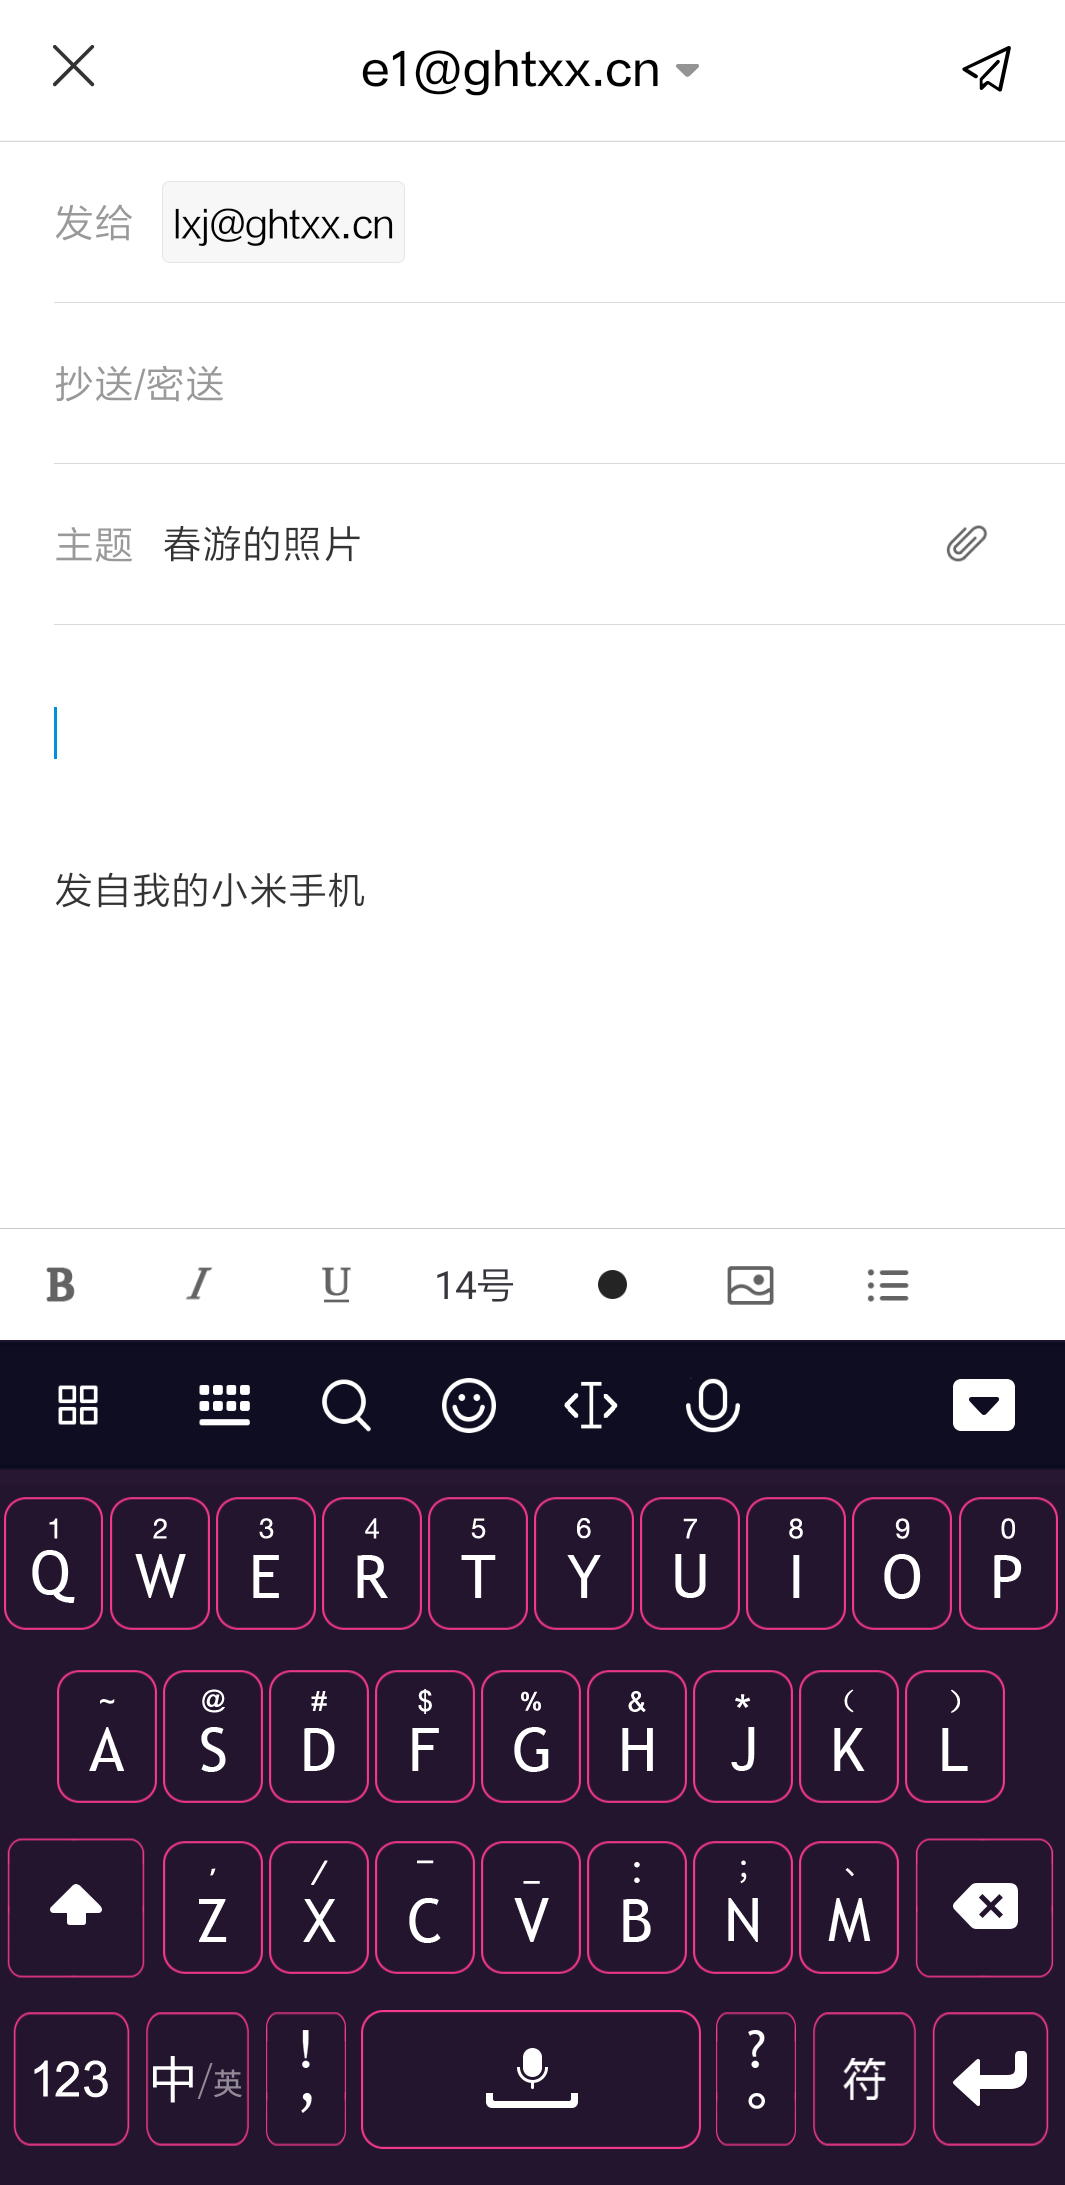 e1@ghtxx.cn
发给 lxj@ghtxx.cn
抄送/密送
主题 春游的照片
发自我的小米手机
B I U 14号
1 2 3 4 5 6 7 8 9 0
Q W E R T Y U I O P
~ @ # $ % & * ( )
A S D F G H J K L
' / – _ : ; 、
Z X C V B N M
123 中/英 ! , ? 。 符